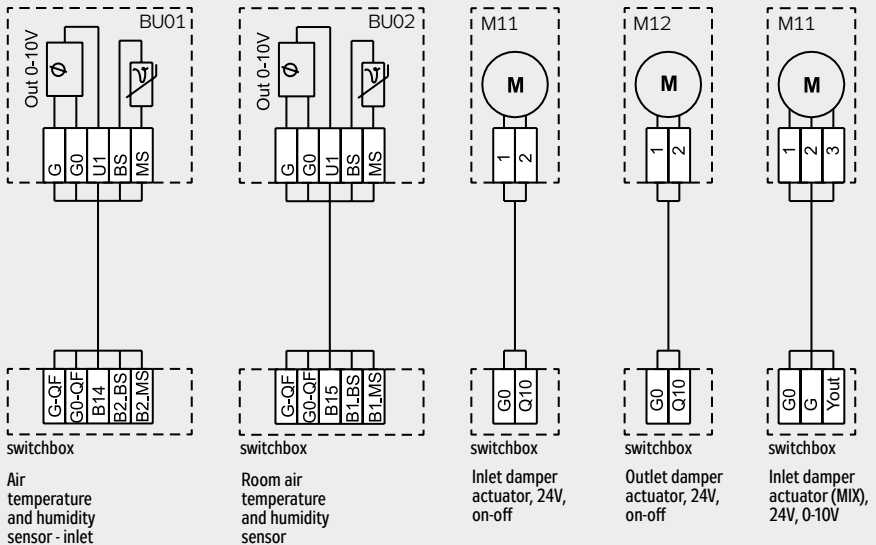 BU01
Out 0-10V
G
G0
U1
BS
MS
G-QF
G0-QF
B14
B2_BS
B2_MS
switchbox
Air
temperature
and humidity
sensor - inlet
BU02
Out 0-10V
G
G0
U1
BS
MS
G-QF
G0-QF
B15
B1_BS
B1_MS
switchbox
Room air
temperature
and humidity
sensor
M11
M
1
2
G0
Q10
switchbox
Inlet damper
actuator, 24V,
on-off
M12
M
1
2
G0
Q10
switchbox
Outlet damper
actuator, 24V,
on-off
M11
M
1
2
3
G0
G
Yout
switchbox
Inlet damper
actuator (MIX),
24V, 0-10V